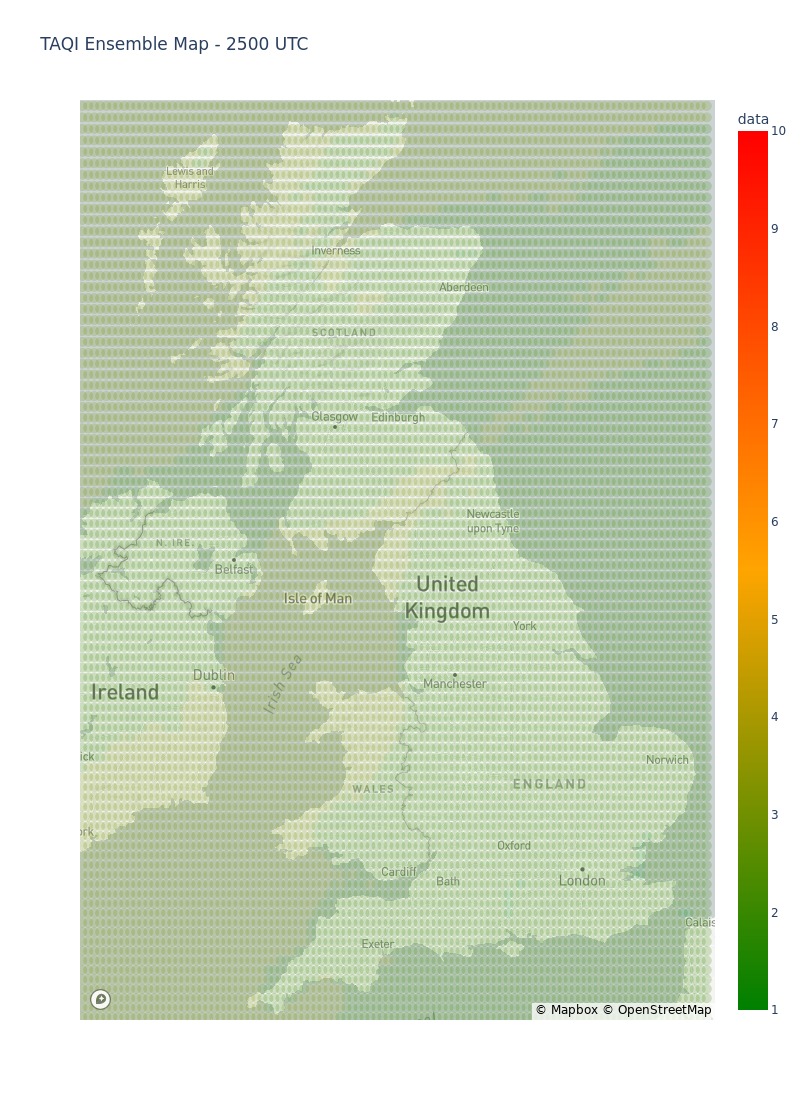 TAQI Ensemble Map - 2500 UTC
data
10
9
8
7
6
5
4
3
2
1
Lewis and
Harris
Inverness
Aberdeen
SCOTLAND
Glasgow
Edinburgh
Newcastle
upon Tyne
N. IRE.
Belfast
Isle of Man
United
Kingdom
York
Irish Sea
Dublin
Manchester
Ireland
ick
Norwich
WALES
ENGLAND
ork
Oxford
Cardiff
Bath
London
Calais
Exeter
© Mapbox © OpenStreetMap